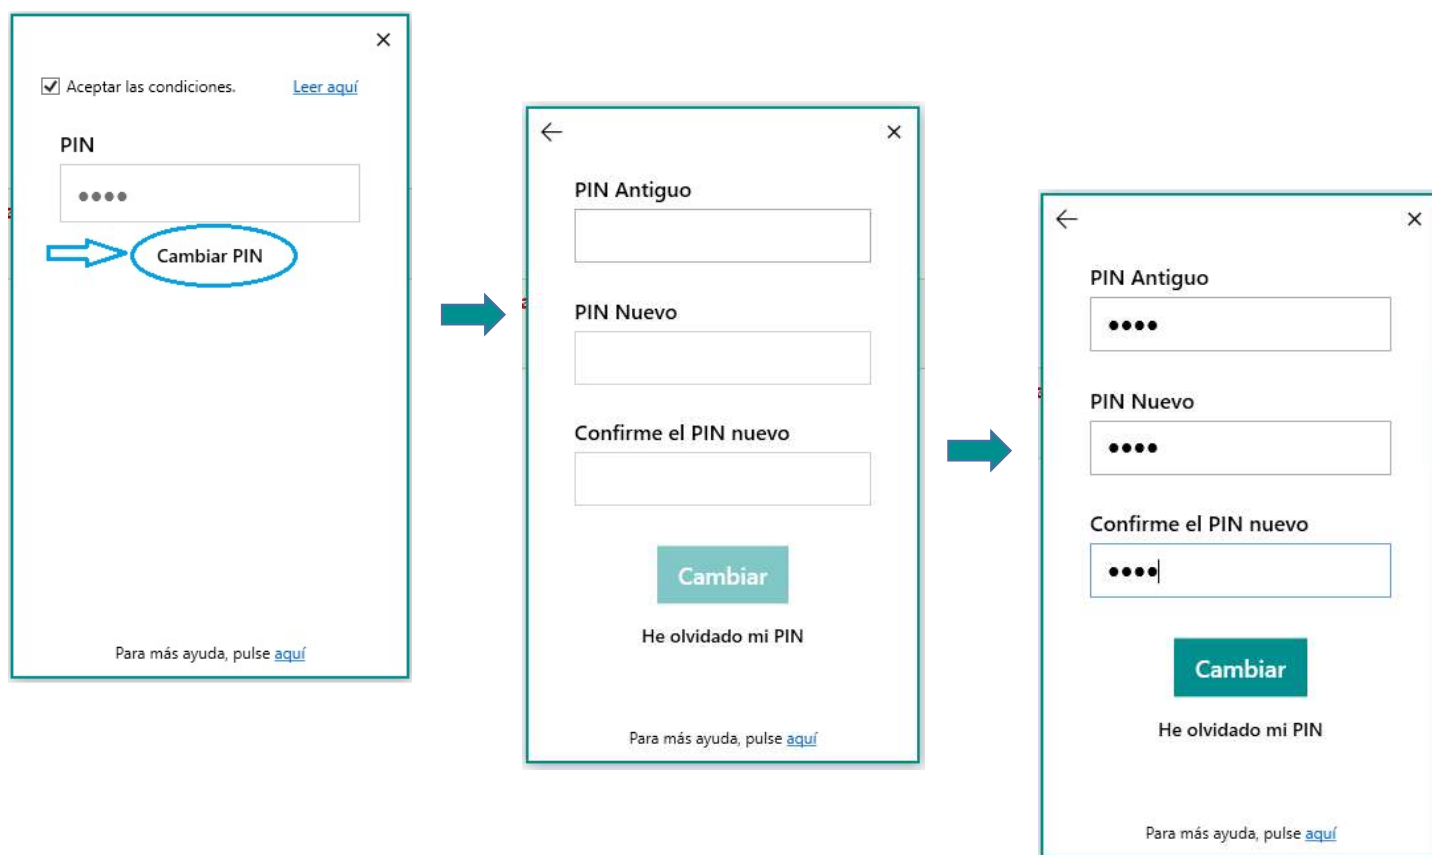 Aceptar las condiciones. Leer aquí
PIN
••••
Cambiar PIN
Para más ayuda, pulse aquí
PIN Antiguo
PIN Nuevo
Confirme el PIN nuevo
Cambiar
He olvidado mi PIN
Para más ayuda, pulse aquí
PIN Antiguo
••••
PIN Nuevo
••••
Confirme el PIN nuevo
••••
Cambiar
He olvidado mi PIN
Para más ayuda, pulse aquí